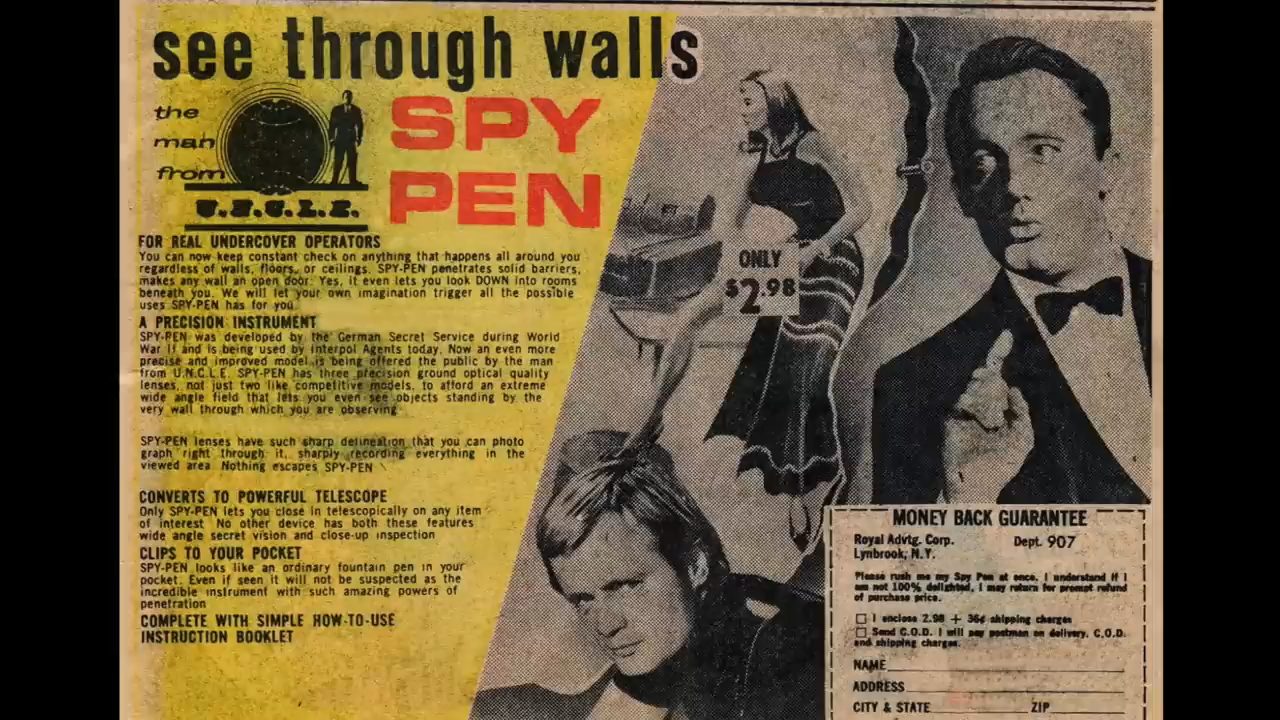 see through walls
the
man
from
U.N.C.L.E.
SPY
PEN
FOR REAL UNDERCOVER OPERATORS
You can now keep constant check on anything that happens all around you
regardless of walls, floors, or ceilings. SPY-PEN penetrates solid barriers,
makes any wall an open door. Yes, it even lets you look DOWN into rooms
beneath you. We will let your own imagination trigger all the possible
uses SPY-PEN has for you
A PRECISION INSTRUMENT
SPY-PEN was developed by the German Secret Service during World
War II and is being used by Interpol Agents today. Now an even more
precise and improved model is being offered the public by the man
from U.N.C.L.E. SPY-PEN has three precision ground optical quality
lenses, not just two like competitive models, to afford an extreme
wide angle field that lets you even see objects standing by the
very wall through which you are observing
SPY-PEN lenses have such sharp delineation that you can photo
graph right through it, sharply recording everything in the
viewed area Nothing escapes SPY-PEN
CONVERTS TO POWERFUL TELESCOPE
Only SPY-PEN lets you close in telescopically on any item
of interest No other device has both these features
wide angle secret vision and close-up inspection
CLIPS TO YOUR POCKET
SPY-PEN looks like an ordinary fountain pen in your
pocket. Even if seen it will not be suspected as the
incredible instrument with such amazing powers of
penetration
COMPLETE WITH SIMPLE HOW-TO-USE
INSTRUCTION BOOKLET
ONLY
$2.98
MONEY BACK GUARANTEE
Royal Advtg. Corp. Dept. 907
Lynbrook, N.Y.
Please rush me my Spy Pen at once. I understand if I
am not 100% delighted, I may return for prompt refund
of purchase price.
I enclose 2.98 + 36¢ shipping charges
Send C.O.D. I will pay postman on delivery, C.O.D.
and shipping charges.
NAME
ADDRESS
CITY & STATE ZIP